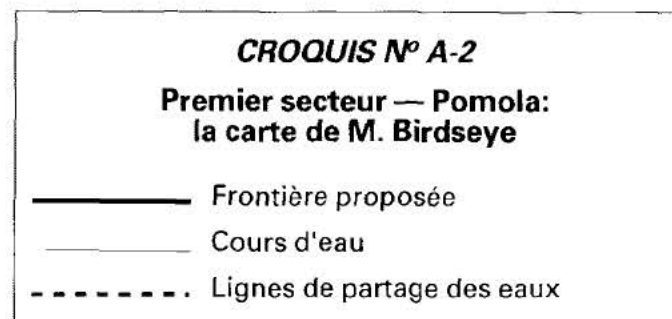 CROQUIS Nº A-2
Premier secteur — Pomola:
la carte de M. Birdseye
Frontière proposée
Cours d'eau
Lignes de partage des eaux